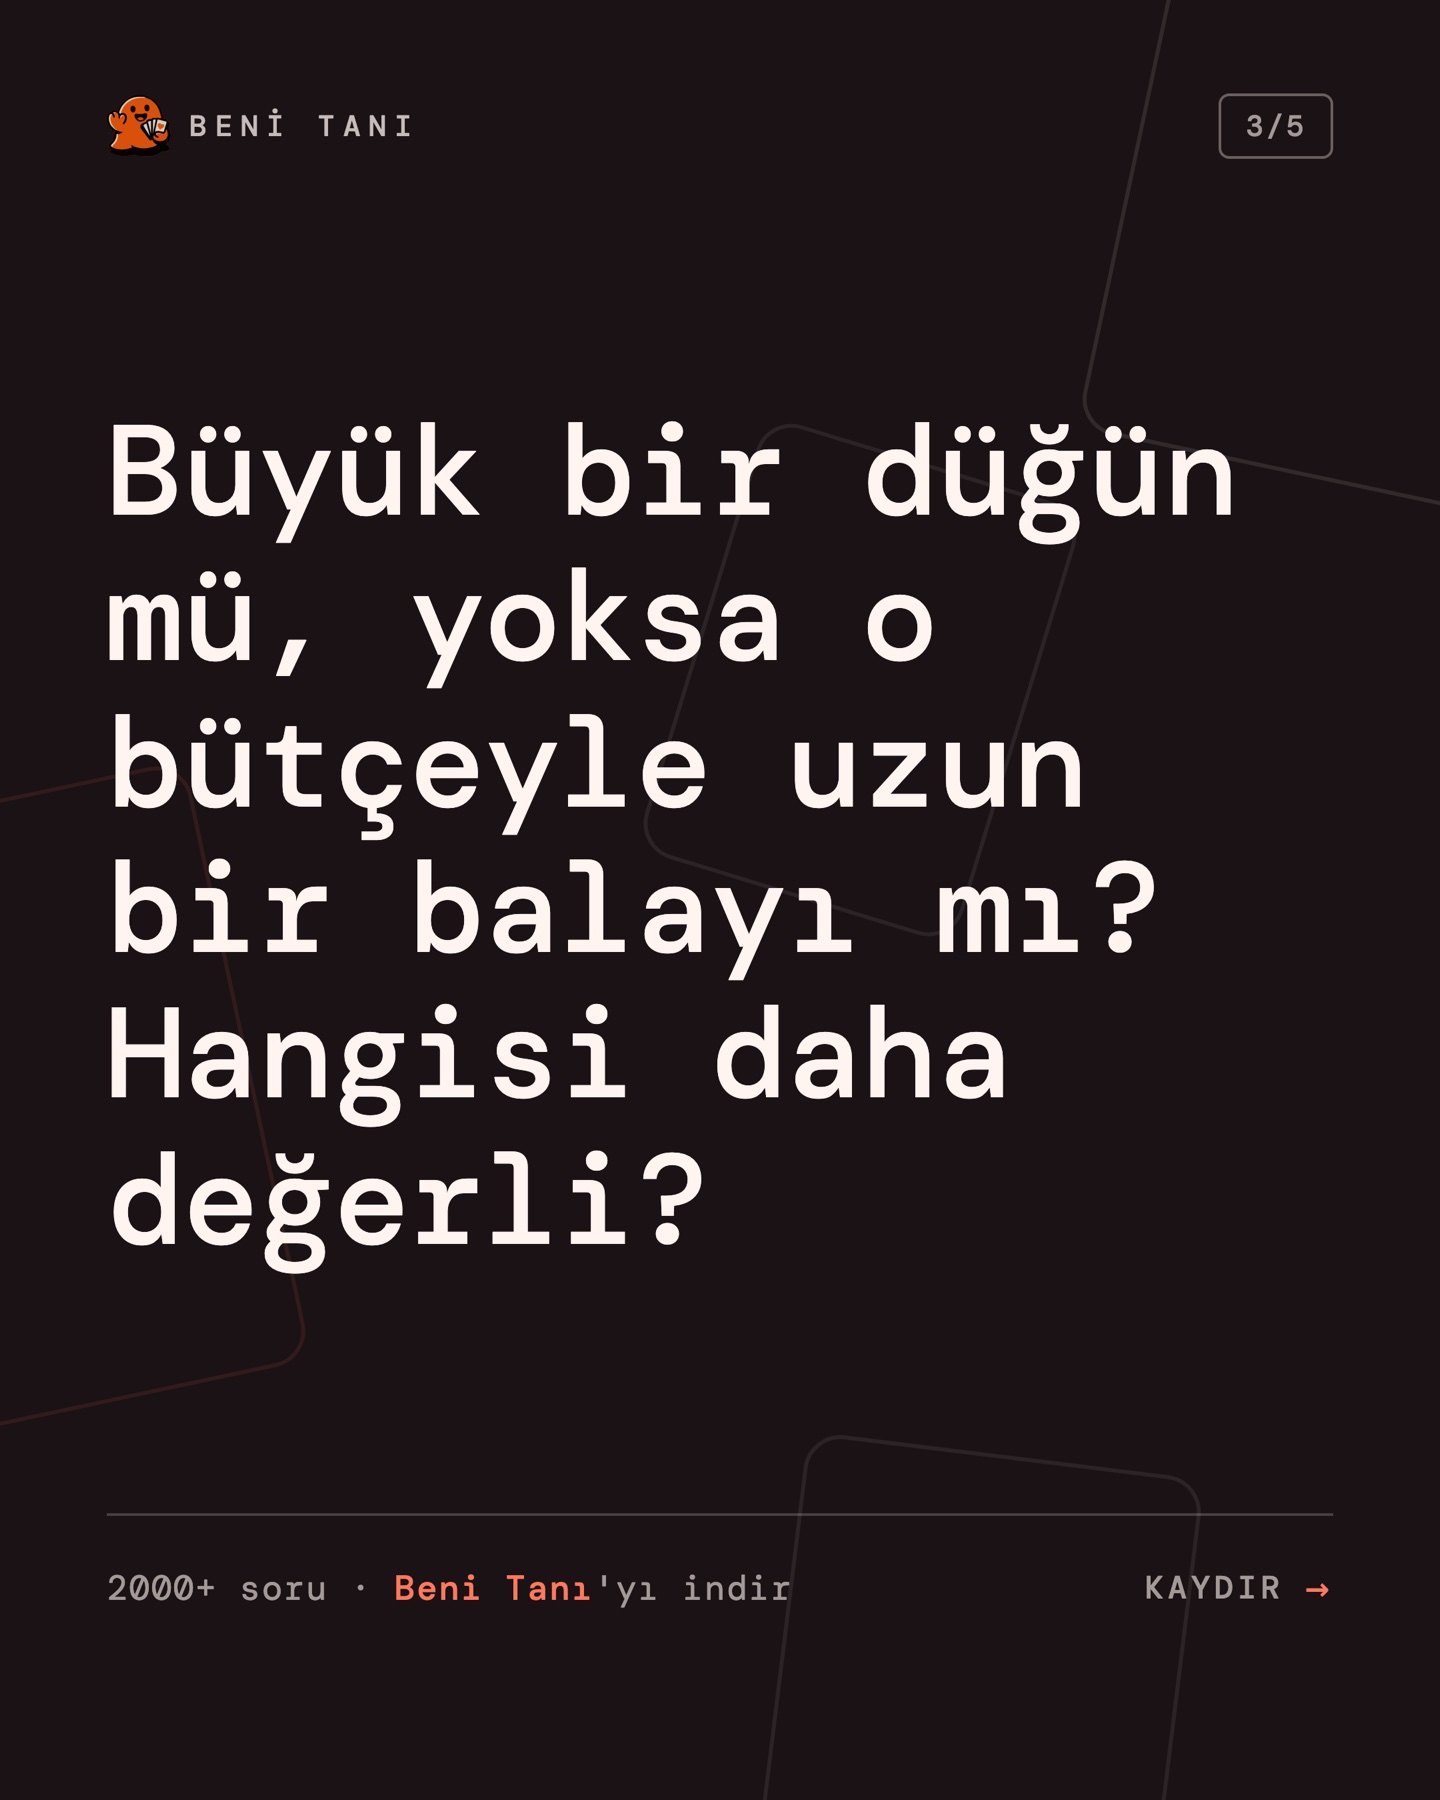 BENİ TANI
3/5
Büyük bir düğün
mü, yoksa o
bütçeyle uzun
bir balayı mı?
Hangisi daha
değerli?
2000+ soru · Beni Tanı'yı indir
KAYDIR →